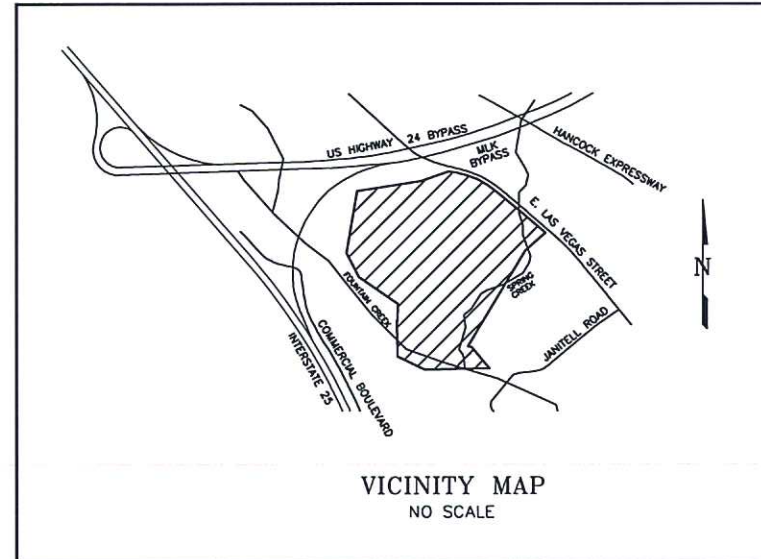 US HIGHWAY 24 BYPASS
MLK
BYPASS
HANCOCK EXPRESSWAY
E. LAS VEGAS STREET
N
FOUNTAIN CREEK
SPRING
CREEK
JANITELL ROAD
COMMERCIAL BOULEVARD
INTERSTATE 25
VICINITY MAP
NO SCALE